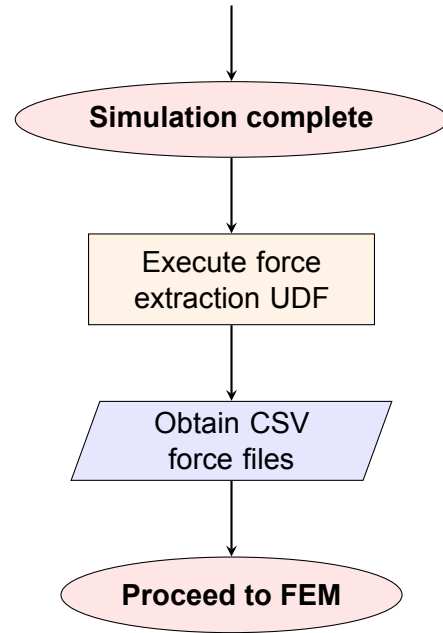 Simulation complete
Execute force
extraction UDF
Obtain CSV
force files
Proceed to FEM